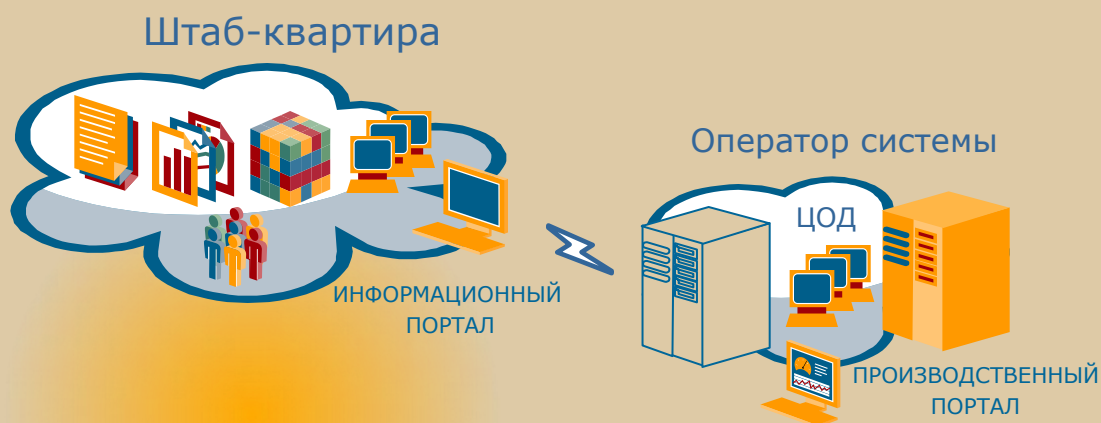 Штаб-квартира
Оператор системы
ЦОД
ИНФОРМАЦИОННЫЙ
ПОРТАЛ
ПРОИЗВОДСТВЕННЫЙ
ПОРТАЛ